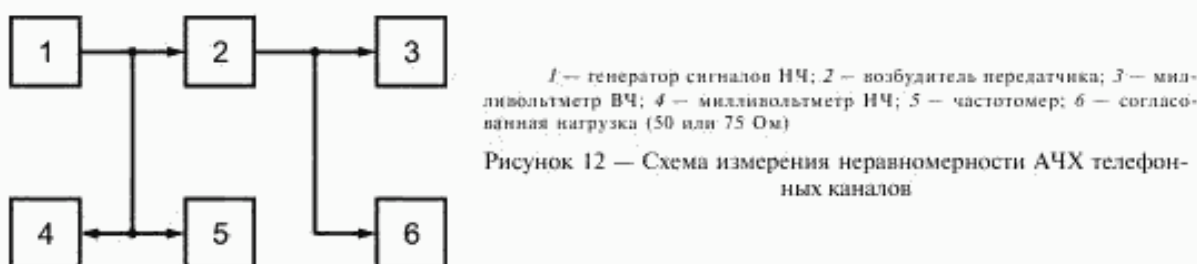 1
2
3
1 — генератор сигналов НЧ; 2 — возбудитель передатчика; 3 — мил-
ливольтметр ВЧ; 4 — милливольтметр НЧ; 5 — частотомер; 6 — согласо-
ванная нагрузка (50 или 75 Ом)
Рисунок 12 — Схема измерения неравномерности АЧХ телефон-
ных каналов
4
5
6